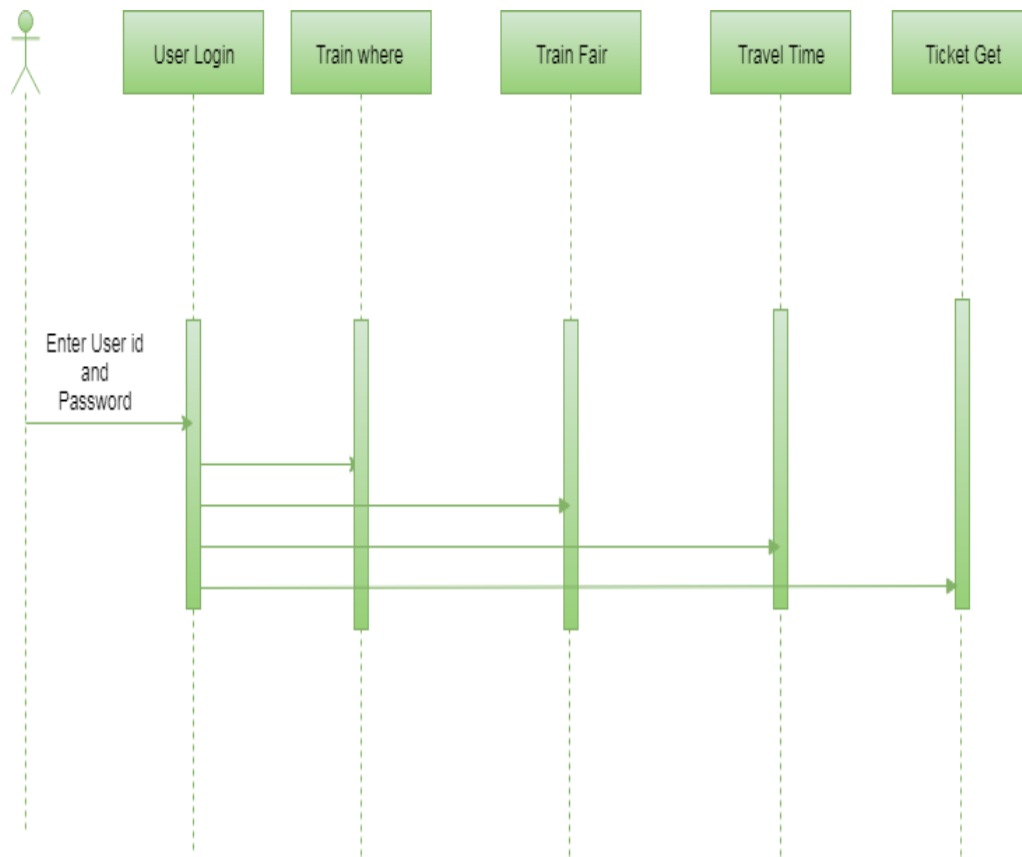 User Login
Train where
Train Fair
Travel Time
Ticket Get
Enter User id
and
Password